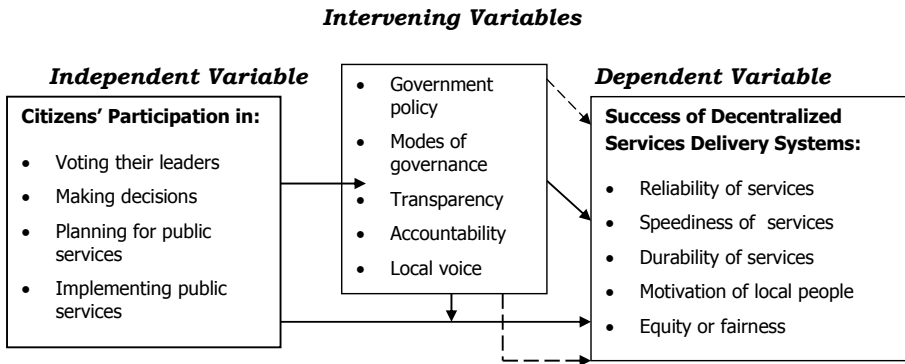 Intervening Variables
Independent Variable
Citizens’ Participation in:
• Voting their leaders
• Making decisions
• Planning for public
services
• Implementing public
services
• Government
policy
• Modes of
governance
• Transparency
• Accountability
• Local voice
Dependent Variable
Success of Decentralized
Services Delivery Systems:
• Reliability of services
• Speediness of services
• Durability of services
• Motivation of local people
• Equity or fairness